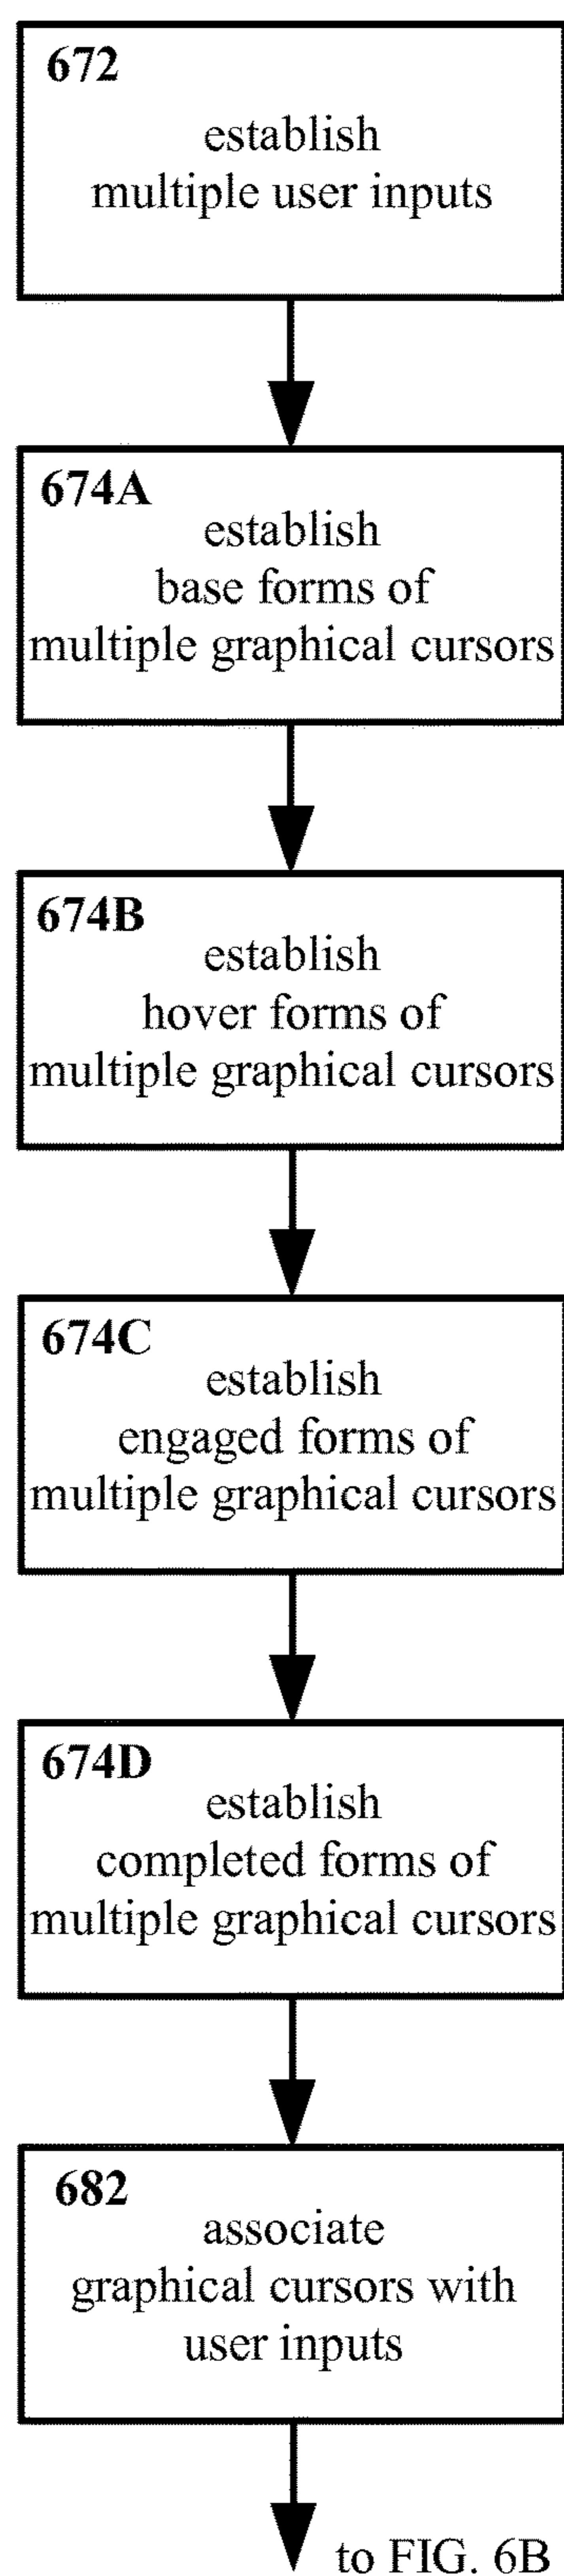 672
establish
multiple user inputs
674A
establish
base forms of
multiple graphical cursors
674B
establish
hover forms of
multiple graphical cursors
674C
establish
engaged forms of
multiple graphical cursors
674D
establish
completed forms of
multiple graphical cursors
682
associate
graphical cursors with
user inputs
to FIG. 6B